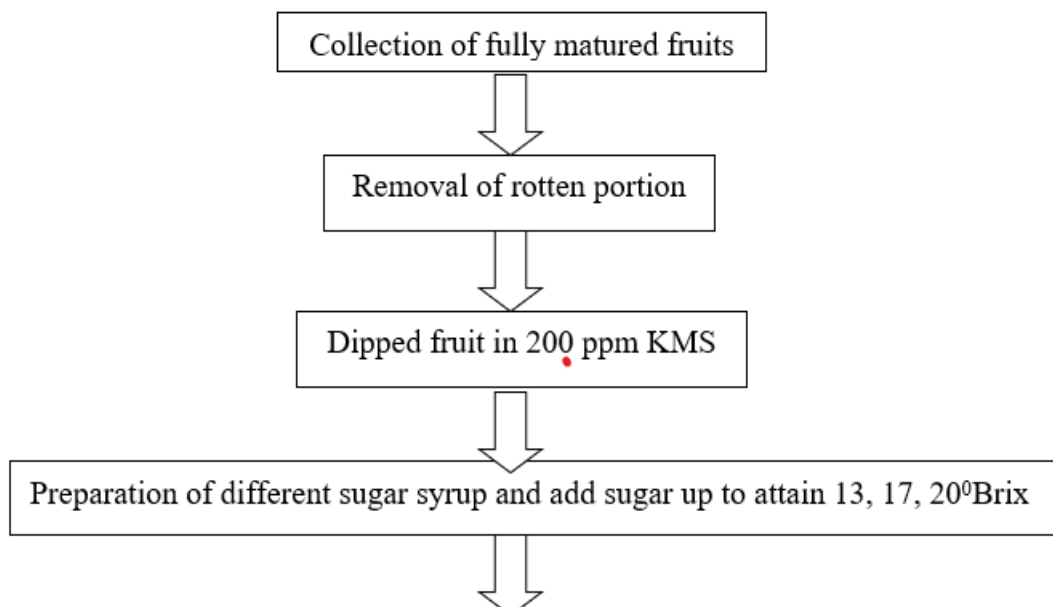 Collection of fully matured fruits
Removal of rotten portion
Dipped fruit in 200 ppm KMS
Preparation of different sugar syrup and add sugar up to attain 13, 17, 20⁰Brix